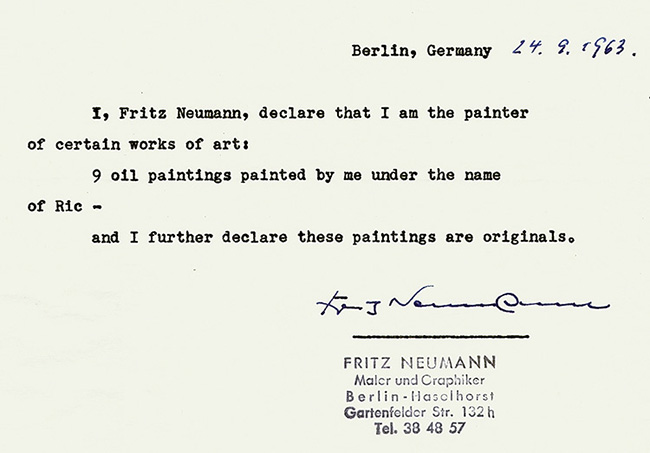 Berlin, Germany 24. 9. 1963.
I, Fritz Neumann, declare that I am the painter
of certain works of art:
9 oil paintings painted by me under the name
of Ric -
and I further declare these paintings are originals.
Fritz Neumann
FRITZ NEUMANN
Maler und Graphiker
Berlin-Haselhorst
Gartenfelder Str. 132h
Tel. 38 48 57